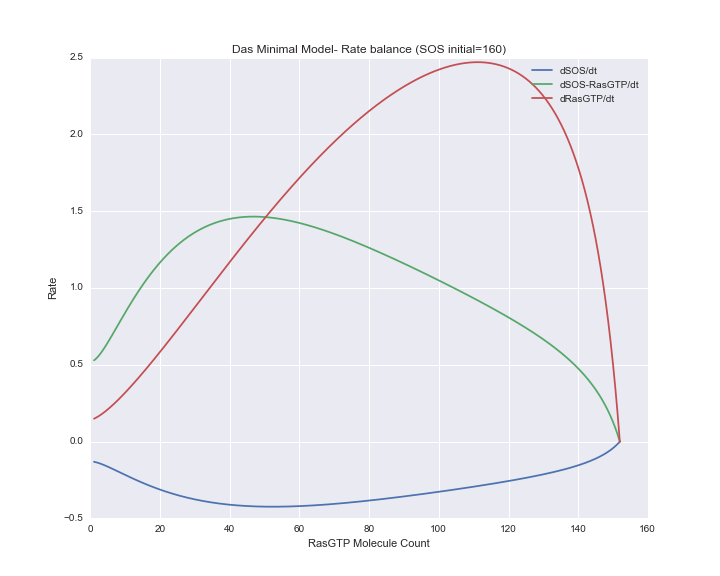 Das Minimal Model- Rate balance (SOS initial=160)
dSOS/dt
dSOS-RasGTP/dt
dRasGTP/dt
2.5
2.0
1.5
1.0
0.5
0.0
−0.5
Rate
0 20 40 60 80 100 120 140 160
RasGTP Molecule Count